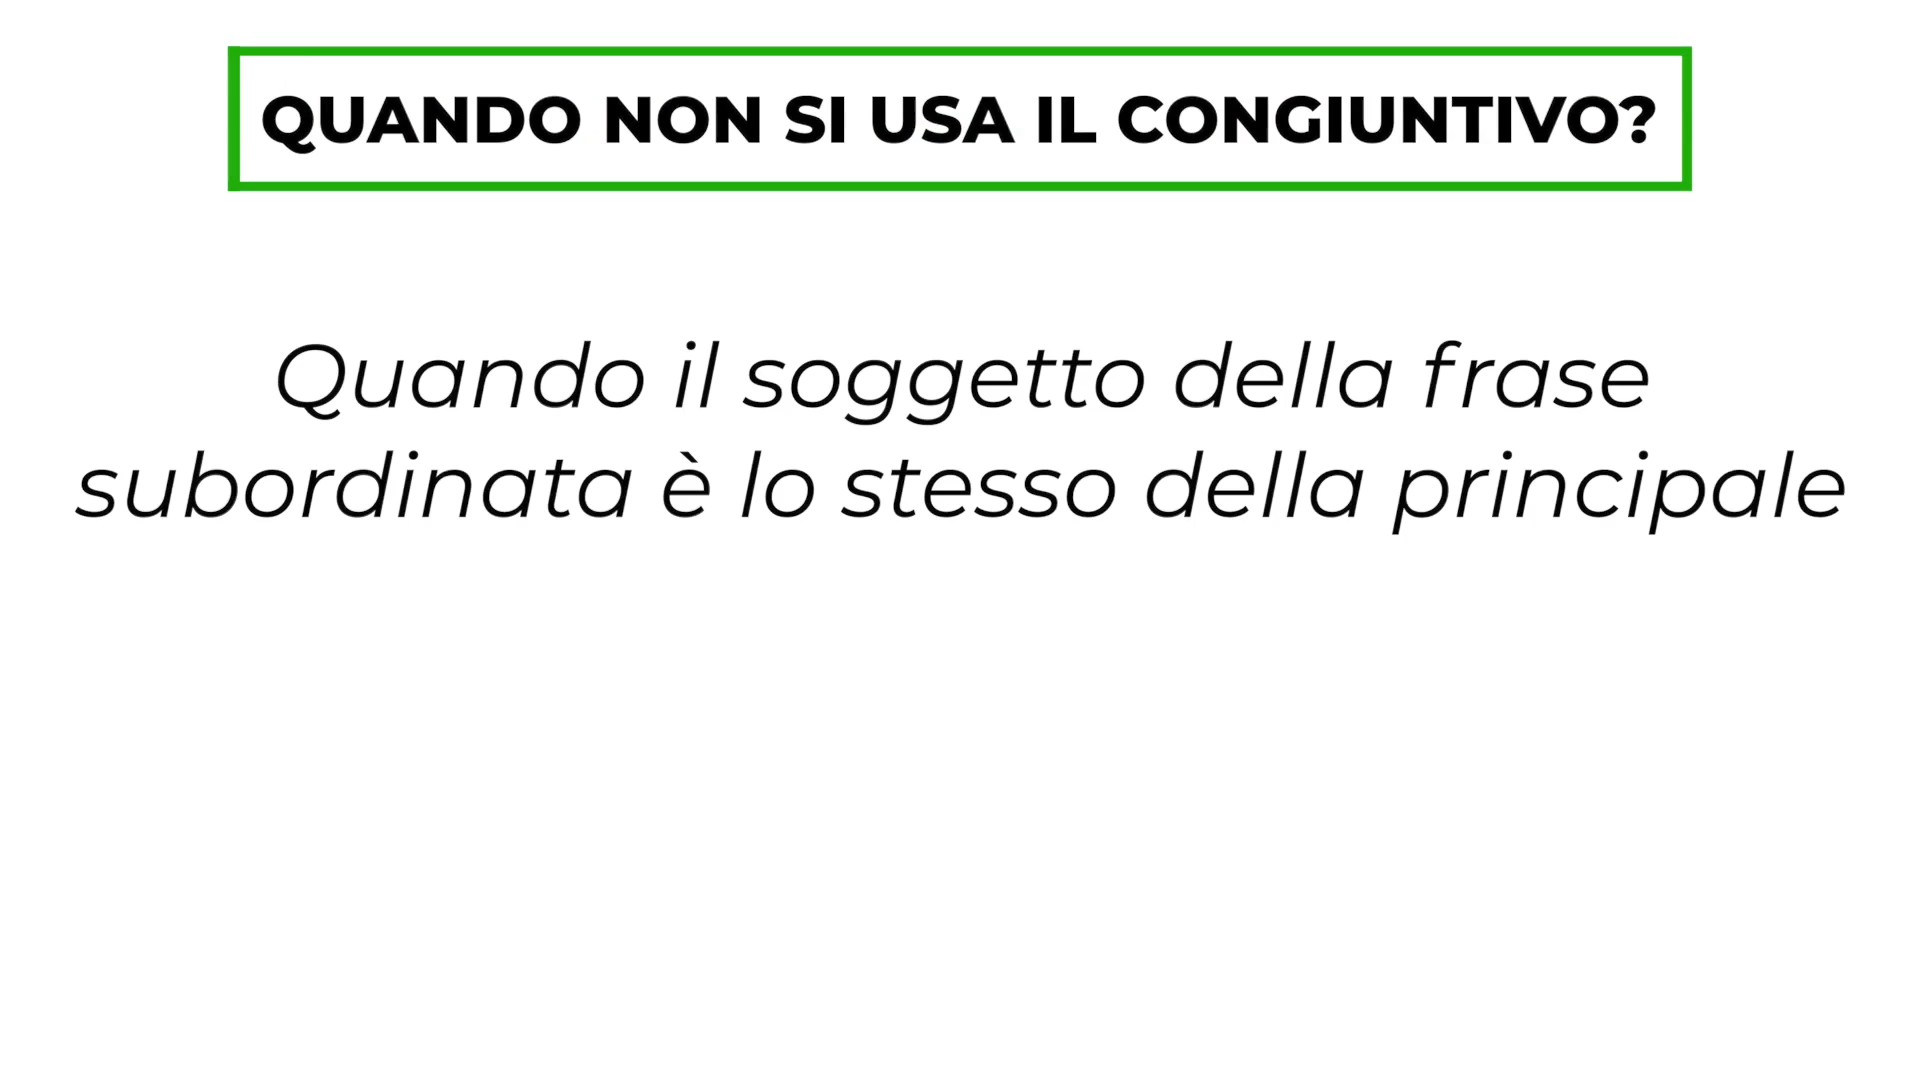 QUANDO NON SI USA IL CONGIUNTIVO?
Quando il soggetto della frase
subordinata è lo stesso della principale